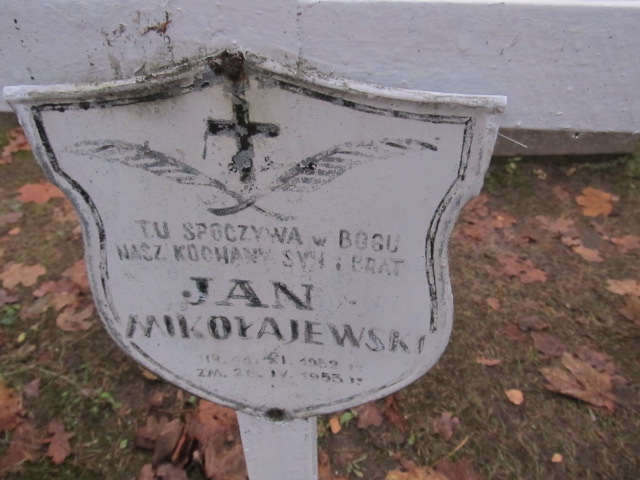 TU SPOCZYWA w BOGU
NASZ KOCHANY SYN i BRAT
JAN
MIKOŁAJEWSKI
ZM. 26. IV. 1955 r.